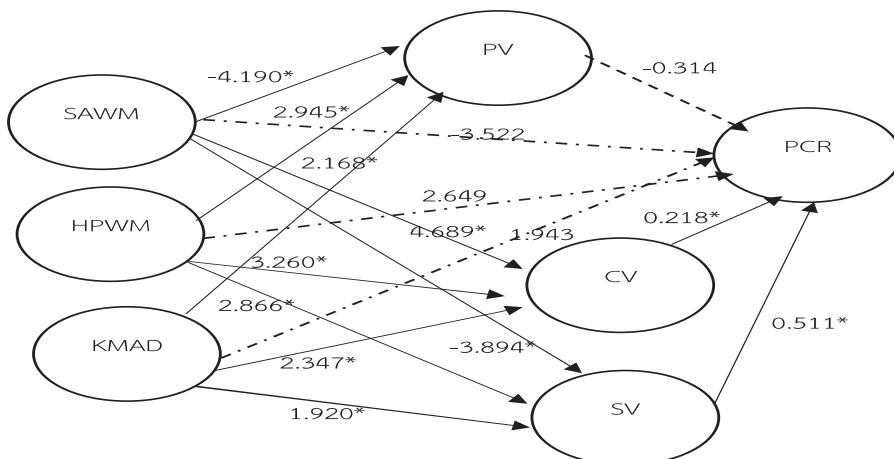 PV
-0.314
-4.190*
SAWM
2.945*
-3.522
PCR
2.168*
HPWM
2.649
0.218*
4.689*
1.943
3.260*
CV
2.866*
0.511*
KMAD
-3.894*
2.347*
SV
1.920*